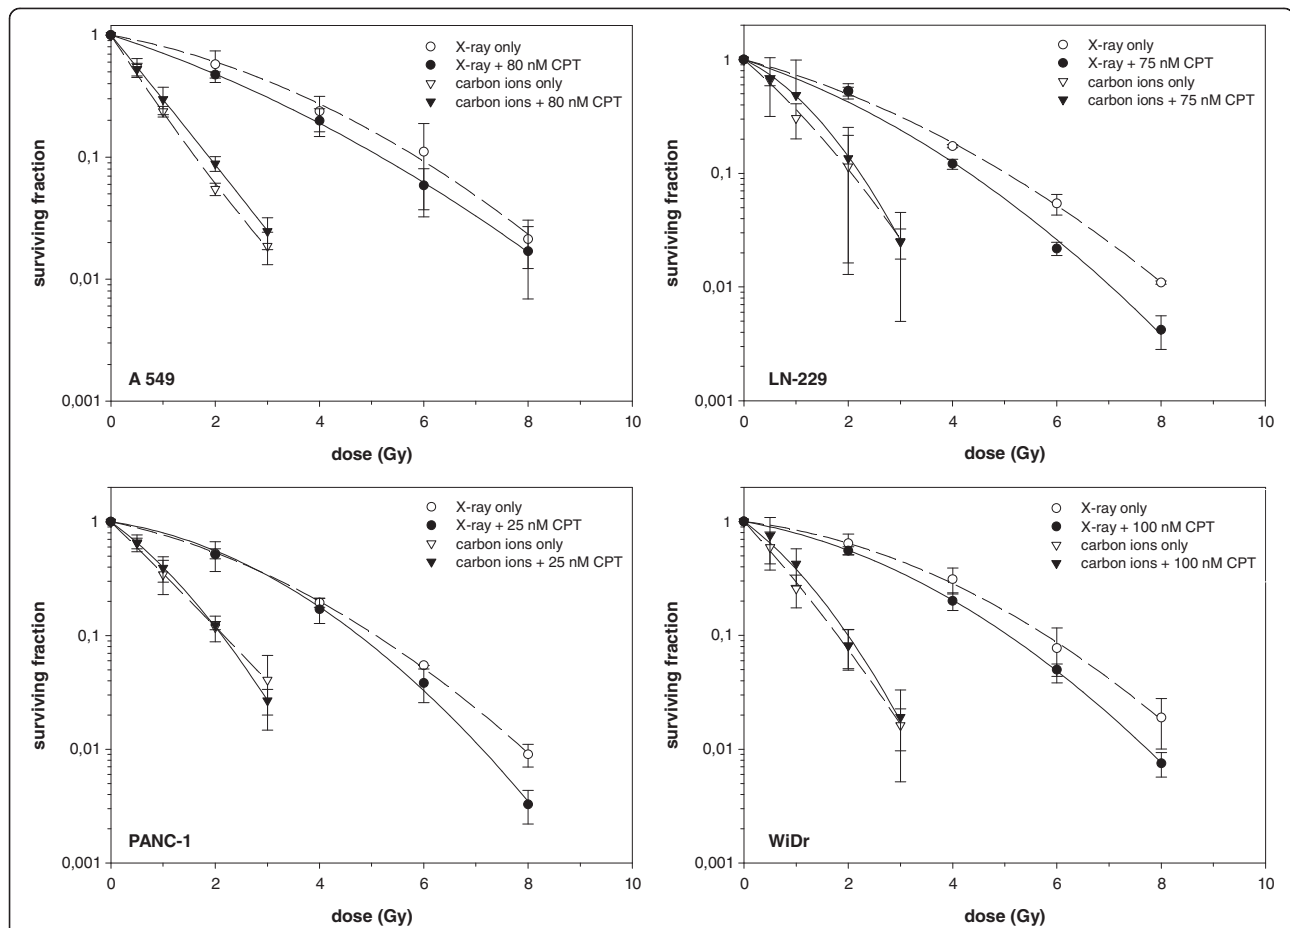 X-ray only
X-ray + 80 nM CPT
carbon ions only
carbon ions + 80 nM CPT
1
0,1
0,01
0,001
surviving fraction
A 549
0 2 4 6 8 10
dose (Gy)
X-ray only
X-ray + 75 nM CPT
carbon ions only
carbon ions + 75 nM CPT
1
0,1
0,01
0,001
surviving fraction
LN-229
0 2 4 6 8 10
dose (Gy)
X-ray only
X-ray + 25 nM CPT
carbon ions only
carbon ions + 25 nM CPT
1
0,1
0,01
0,001
surviving fraction
PANC-1
0 2 4 6 8 10
dose (Gy)
X-ray only
X-ray + 100 nM CPT
carbon ions only
carbon ions + 100 nM CPT
1
0,1
0,01
0,001
surviving fraction
WiDr
0 2 4 6 8 10
dose (Gy)